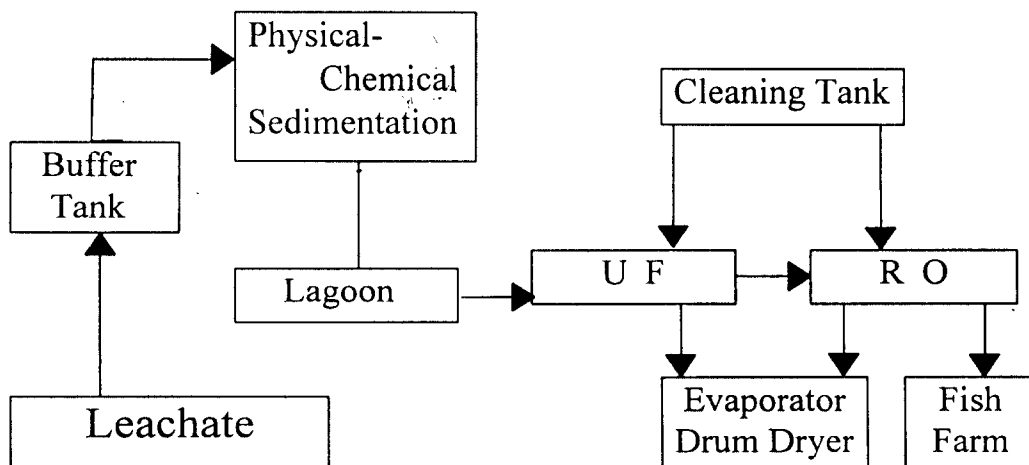 Physical-
Chemical
Sedimentation
Cleaning Tank
Buffer
Tank
U F
R O
Lagoon
Evaporator
Drum Dryer
Fish
Farm
Leachate